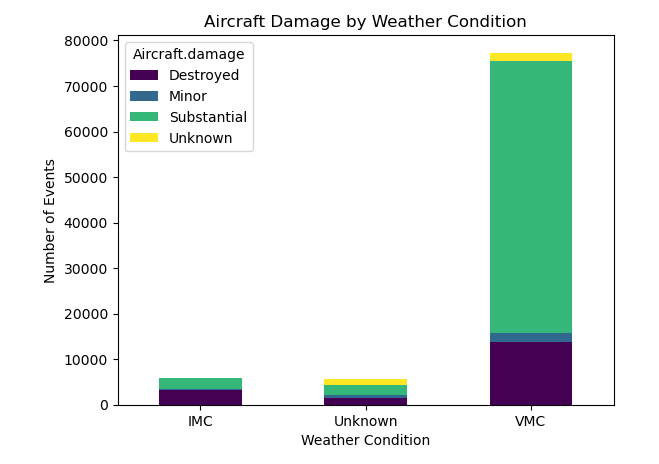 Aircraft Damage by Weather Condition
80000
70000
60000
50000
40000
30000
20000
10000
0
Number of Events
Aircraft.damage
Destroyed
Minor
Substantial
Unknown
IMC
Unknown
VMC
Weather Condition